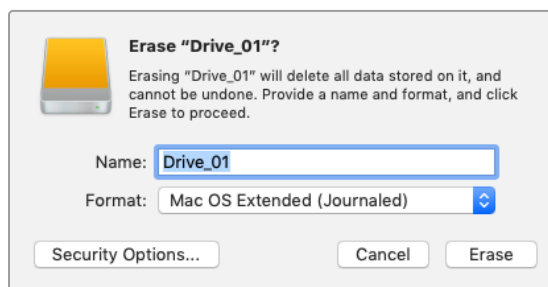 Erase “Drive_01”?
Erasing “Drive_01” will delete all data stored on it, and
cannot be undone. Provide a name and format, and click
Erase to proceed.
Name: Drive_01
Format: Mac OS Extended (Journaled)
Security Options... Cancel Erase